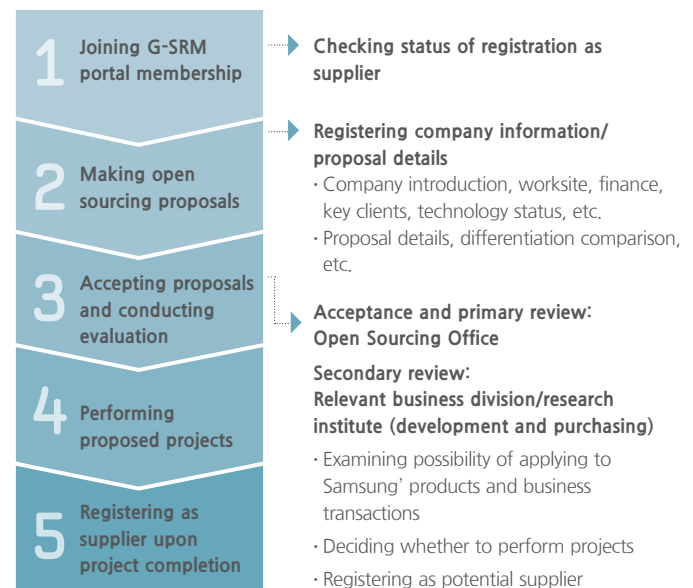 1
Joining G-SRM
portal membership
Checking status of registration as
supplier
2
Making open
sourcing proposals
Registering company information/
proposal details
· Company introduction, worksite, finance,
key clients, technology status, etc.
· Proposal details, differentiation comparison,
etc.
3
Accepting proposals
and conducting
evaluation
Acceptance and primary review:
Open Sourcing Office
Secondary review:
Relevant business division/research
institute (development and purchasing)
· Examining possibility of applying to
Samsung’ products and business
transactions
· Deciding whether to perform projects
· Registering as potential supplier
4
Performing
proposed projects
5
Registering as
supplier upon
project completion